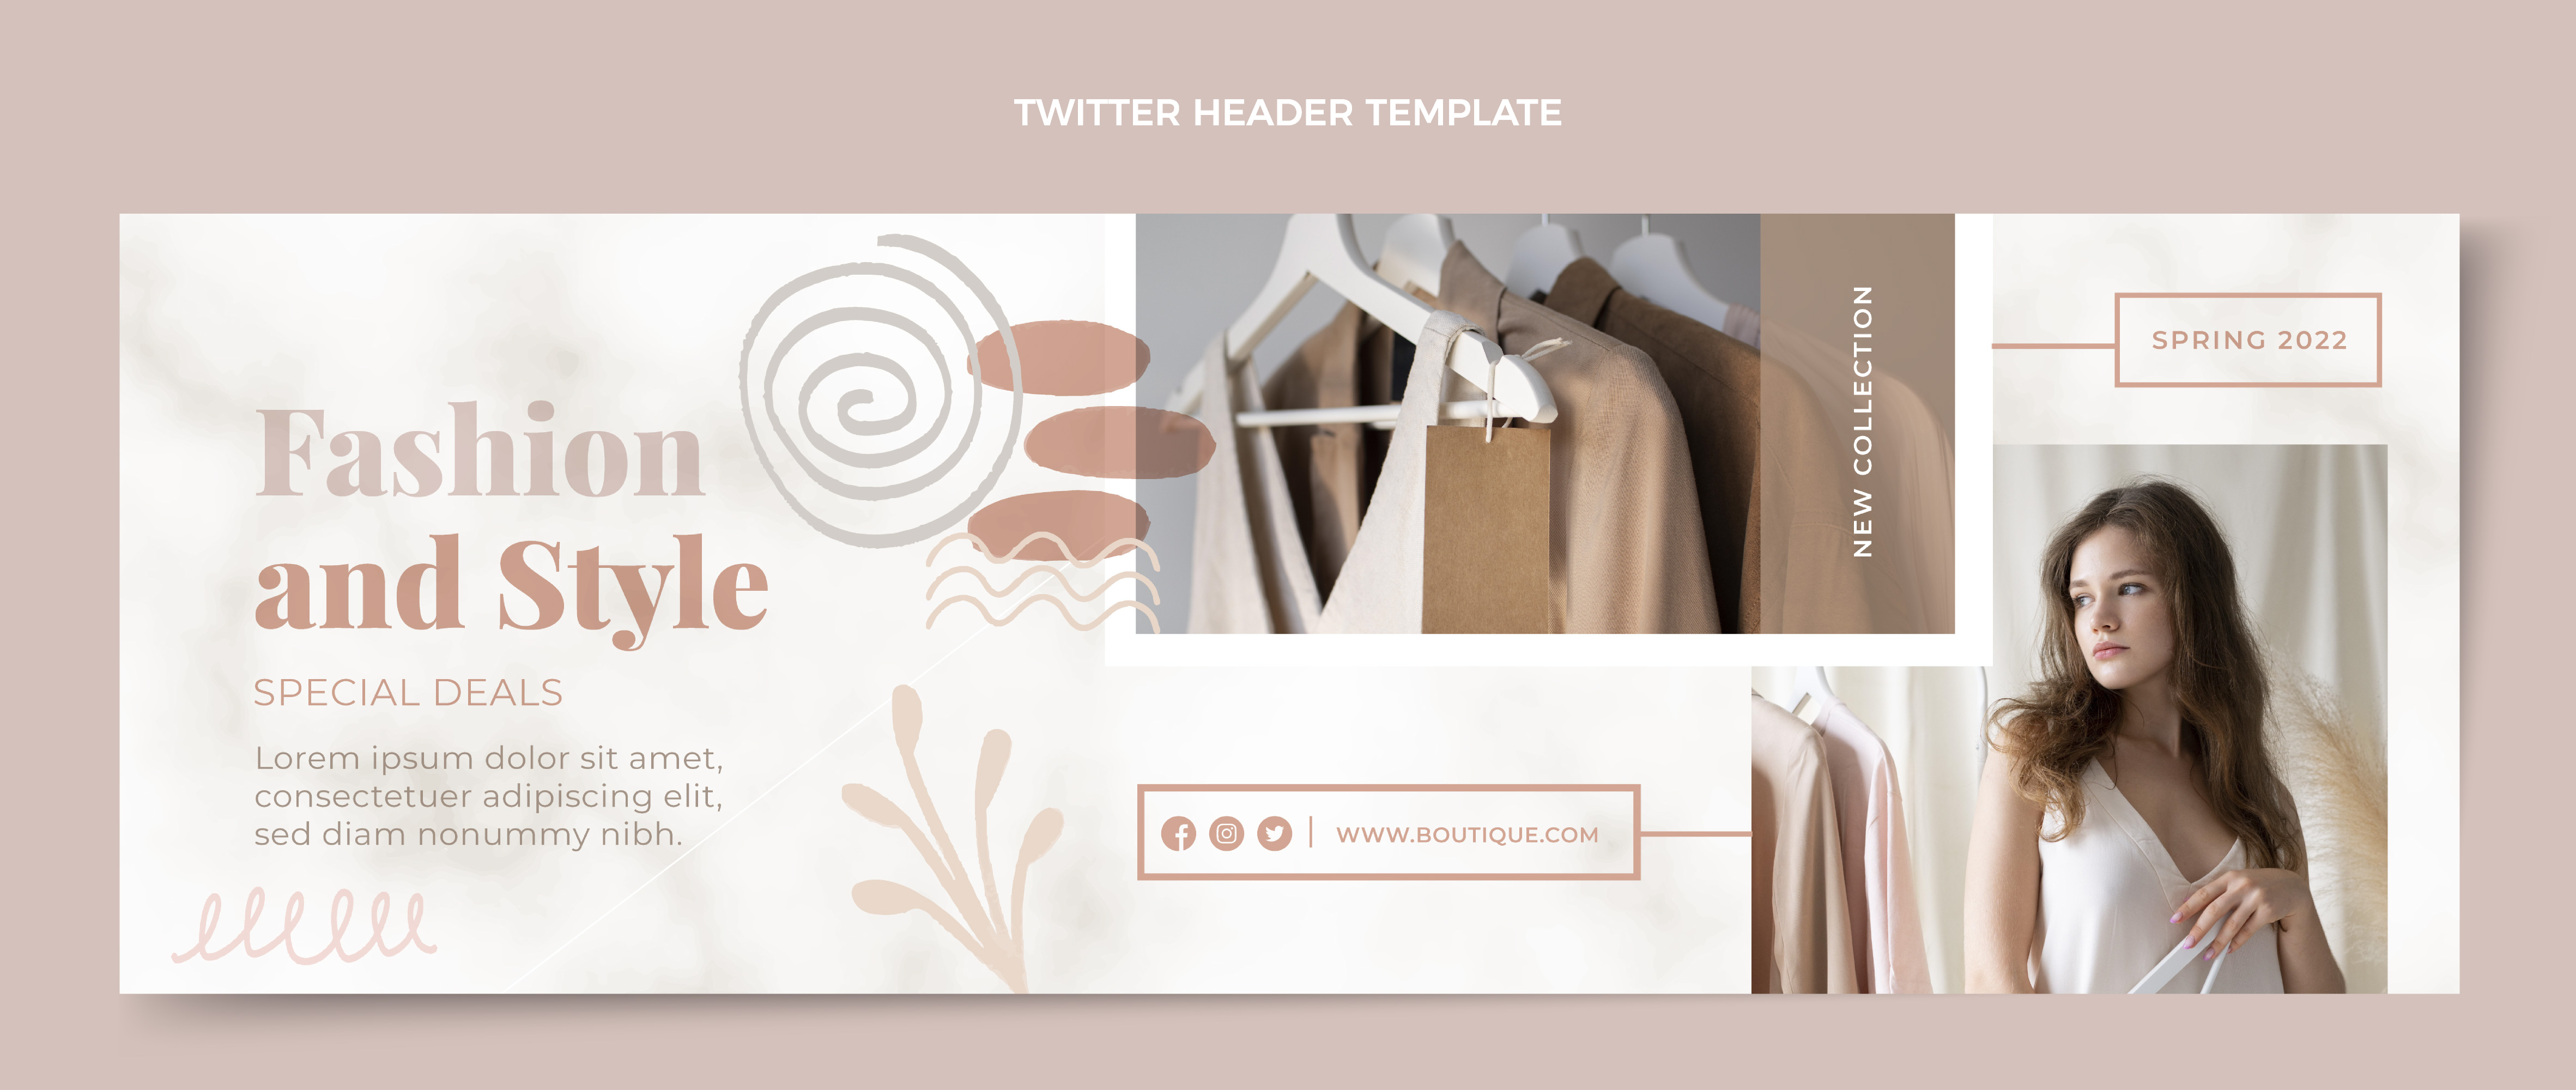 TWITTER HEADER TEMPLATE
Fashion
and Style
SPECIAL DEALS
Lorem ipsum dolor sit amet,
consectetuer adipiscing elit,
sed diam nonummy nibh.
NEW COLLECTION
SPRING 2022
WWW.BOUTIQUE.COM